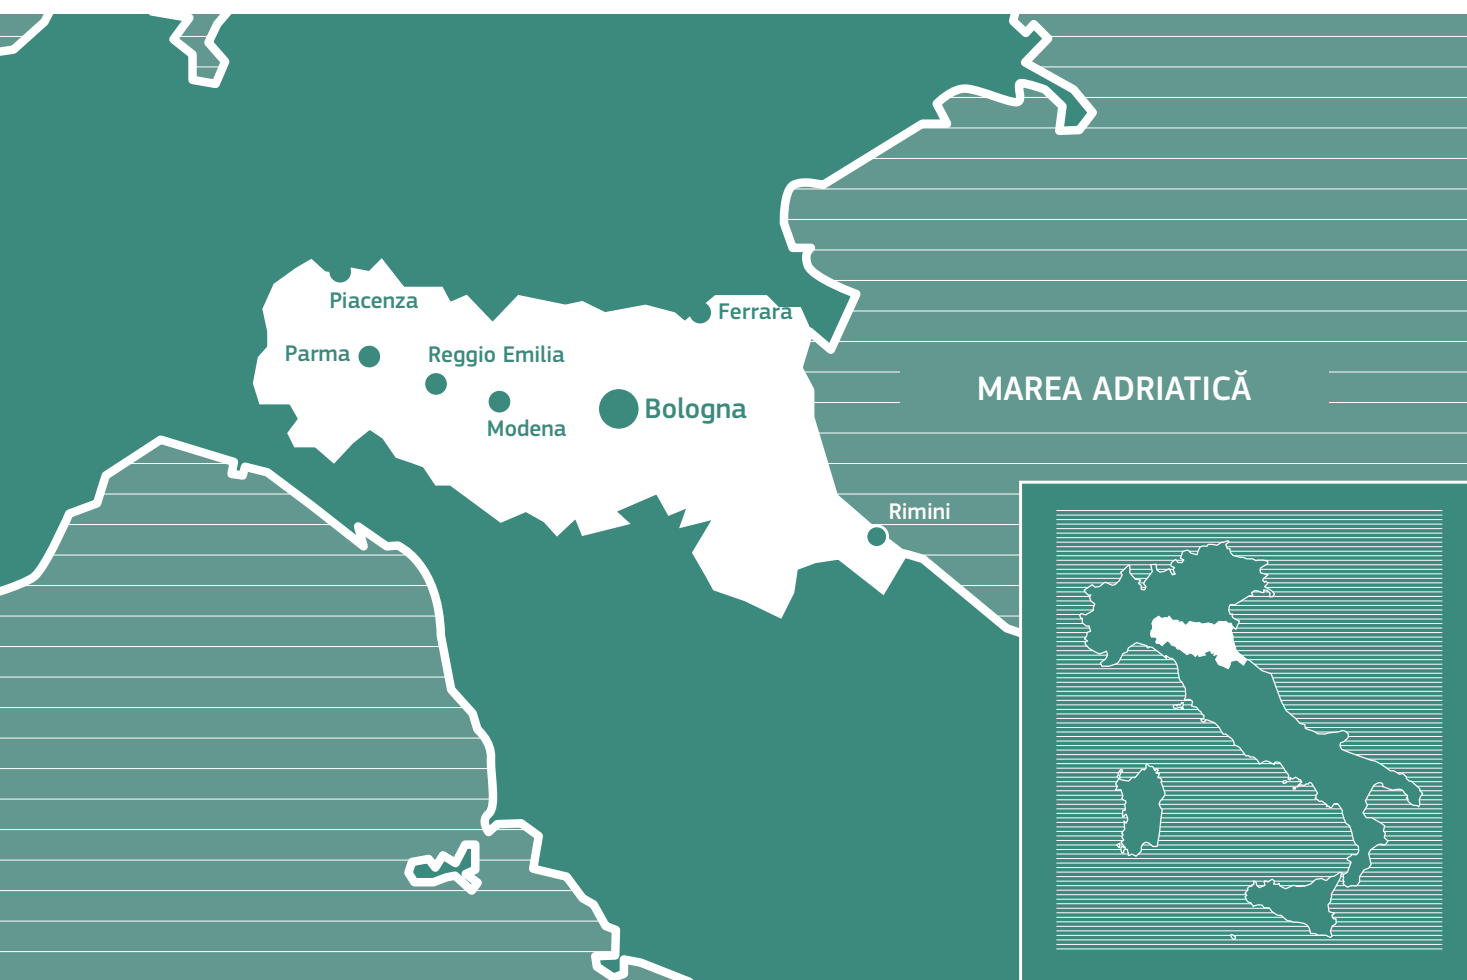 Piacenza
Ferrara
Parma
Reggio Emilia
MAREA ADRIATICĂ
Bologna
Modena
Rimini